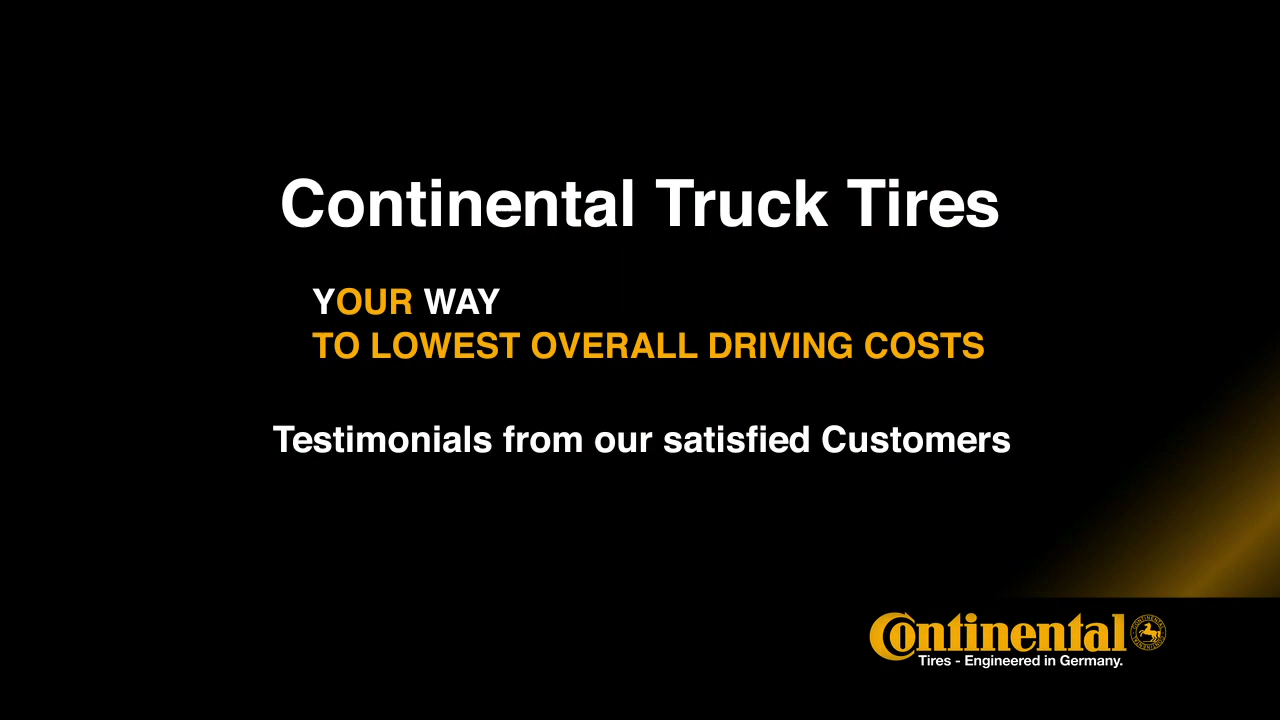 Continental Truck Tires
YOUR WAY
TO LOWEST OVERALL DRIVING COSTS
Testimonials from our satisfied Customers
Continental
Tires - Engineered in Germany.